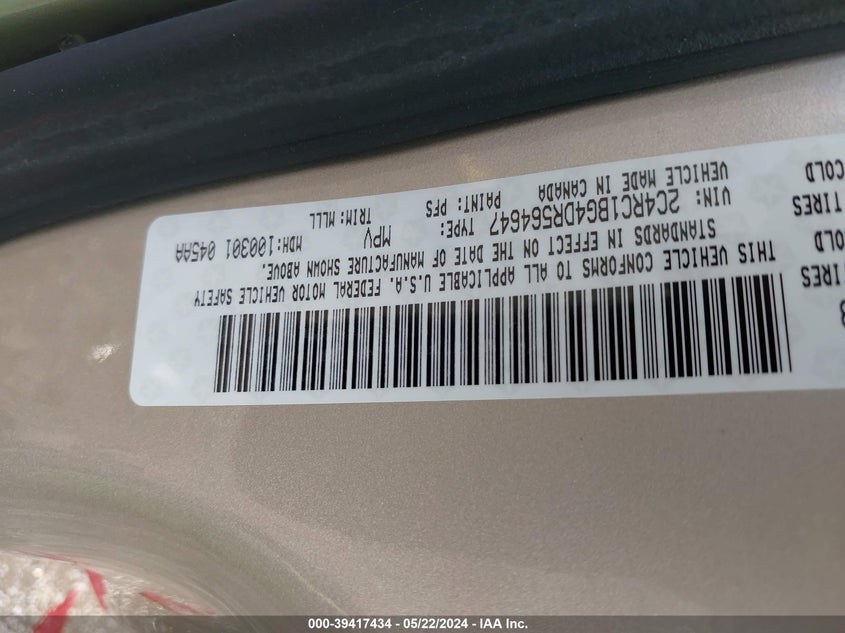 THIS VEHICLE CONFORMS TO ALL APPLICABLE U.S.A. FEDERAL MOTOR VEHICLE SAFETY
STANDARDS IN EFFECT ON THE DATE OF MANUFACTURE SHOWN ABOVE.
VIN: 2C4RC1BG4DR564647 TYPE: MPV MDH:100301 045AA
VEHICLE MADE IN CANADA PAINT: PFS TRIM:MLLL
TIRES
COLD
TIRES
COLD
000-39417434 - 05/22/2024 - IAA Inc.